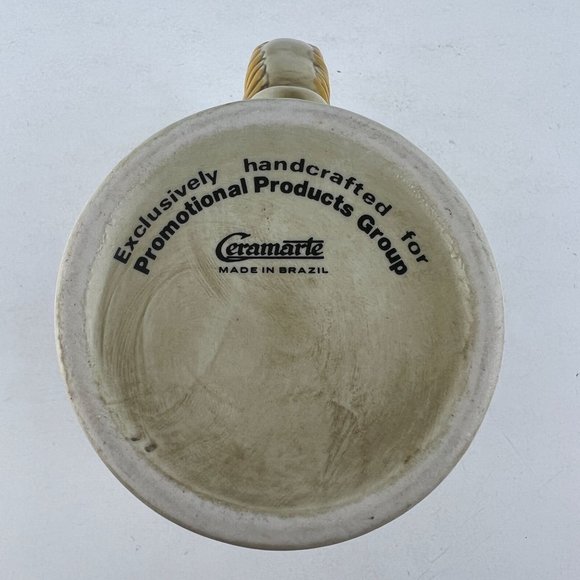 Exclusively handcrafted for
Promotional Products Group
Ceramarte
MADE IN BRAZIL